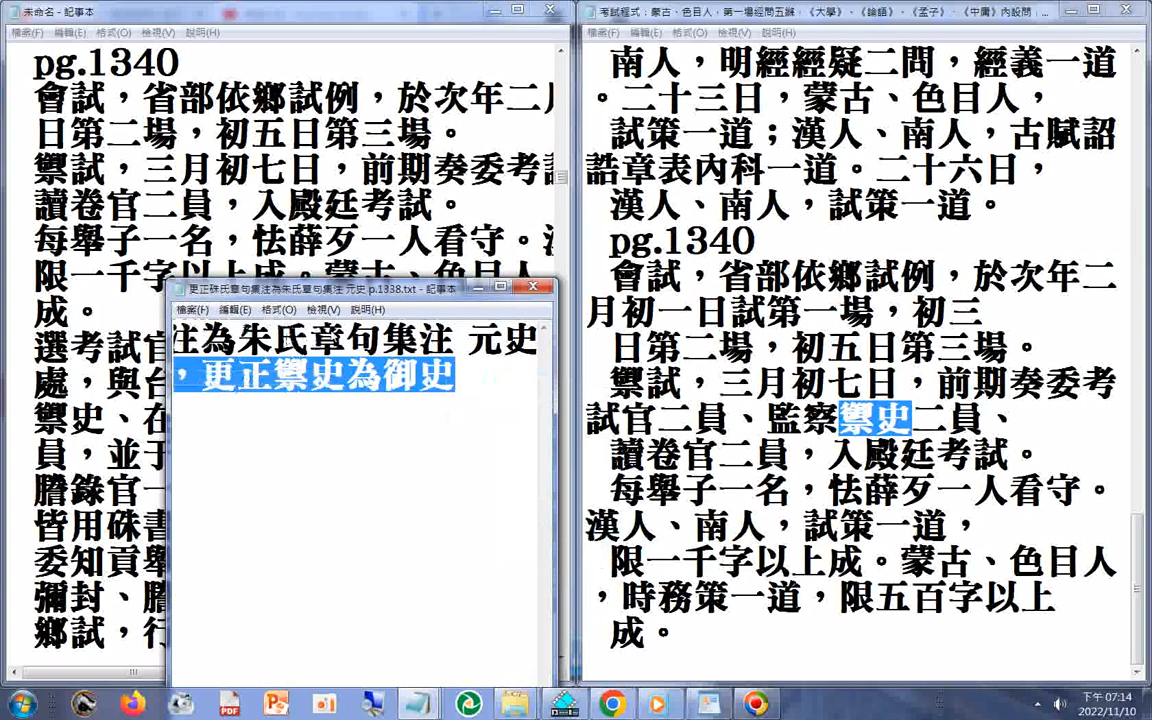 未命名 - 記事本
檔案(F) 編輯(E) 格式(O) 檢視(V) 說明(H)
pg.1340
會試，省部依鄉試例，於次年二月
日第二場，初五日第三場。
禦試，三月初七日，前期奏委考
讀卷官二員，入殿廷考試。
每舉子一名，怯薛歹一人看守。
限一千字以上成。蒙古、色目人
成。
選考試官
處，與台
禦史、在
員，並于
謄錄官一
皆用硃書
委知貢舉
彌封、謄
鄉試，行
更正硃氏章句集注為朱氏章句集注 元史 p.1338.txt - 記事本
檔案(F) 編輯(E) 格式(O) 檢視(V) 說明(H)
注為朱氏章句集注 元史
，更正禦史為御史
考試程式：蒙古、色目人，第一場經問五 《大學》、《論語》、《孟子》、《中庸》內設問，...
檔案(F) 編輯(E) 格式(O) 檢視(V) 說明(H)
南人，明經經疑二問，經義一道
。二十三日，蒙古、色目人，
試策一道；漢人、南人，古賦詔
誥章表內科一道。二十六日，
漢人、南人，試策一道。
pg.1340
會試，省部依鄉試例，於次年二
月初一日試第一場，初三
日第二場，初五日第三場。
禦試，三月初七日，前期奏委考
試官二員、監察禦史二員、
讀卷官二員，入殿廷考試。
每舉子一名，怯薛歹一人看守。
漢人、南人，試策一道，
限一千字以上成。蒙古、色目人
，時務策一道，限五百字以上
成。
下午 07:14
2022/11/10